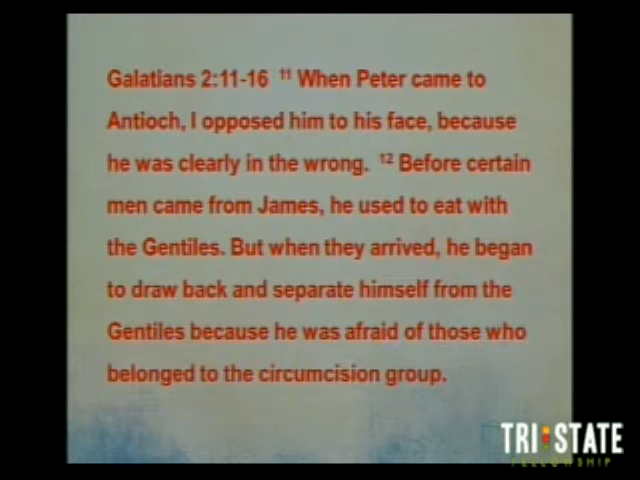 Galatians 2:11-16 ¹¹ When Peter came to
Antioch, I opposed him to his face, because
he was clearly in the wrong. ¹² Before certain
men came from James, he used to eat with
the Gentiles. But when they arrived, he began
to draw back and separate himself from the
Gentiles because he was afraid of those who
belonged to the circumcision group.
TRI STATE
FELLOWSHIP